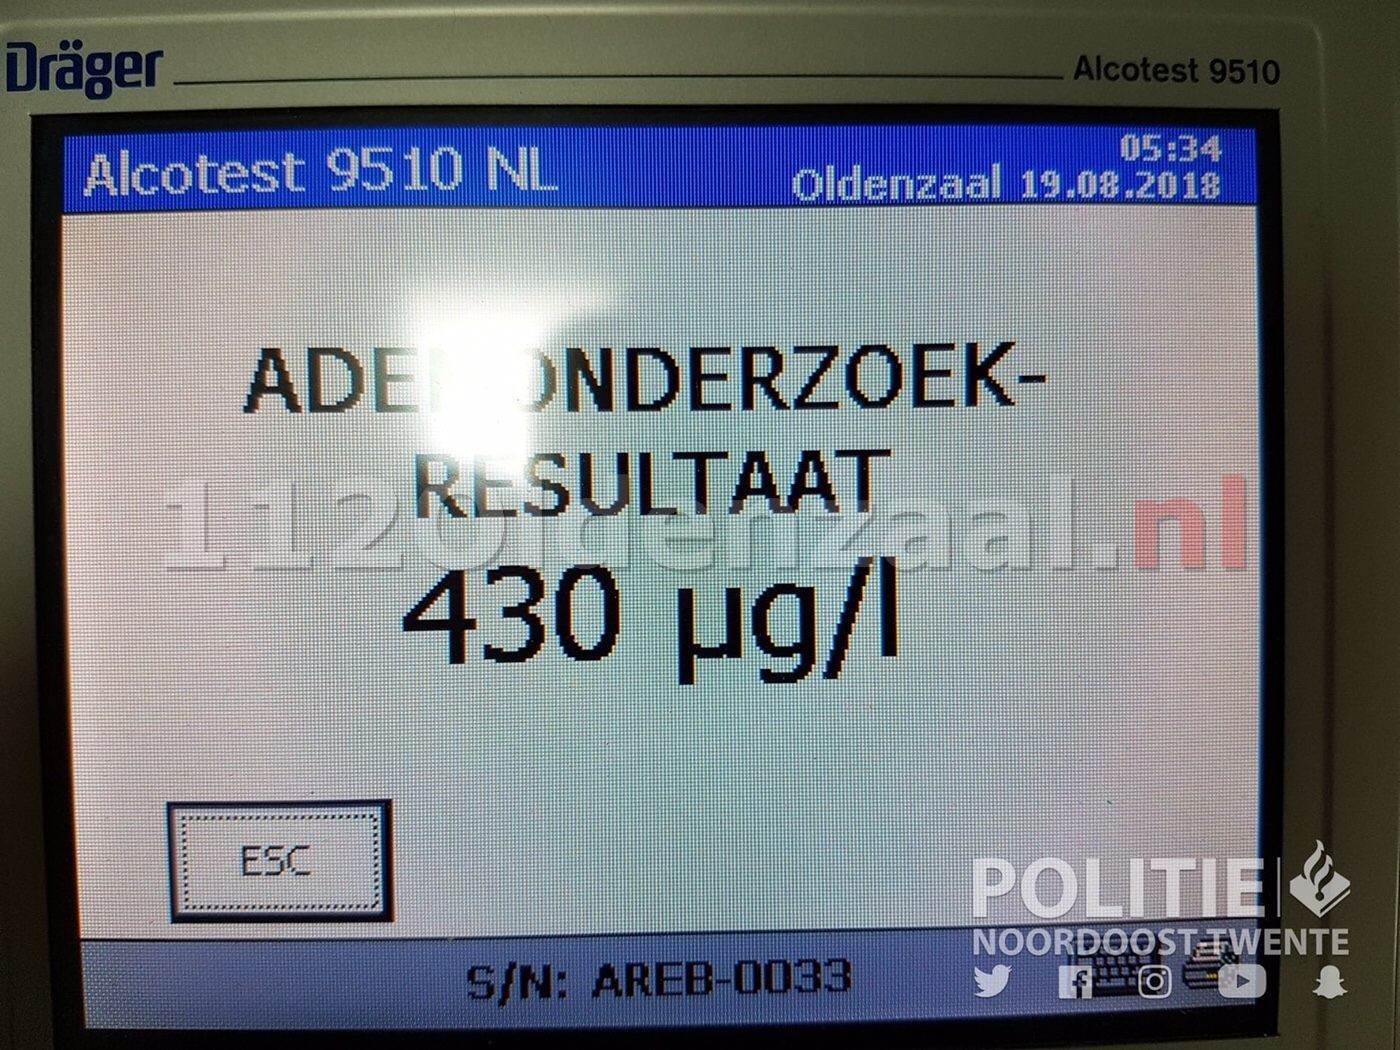 Dräger
Alcotest 9510
Alcotest 9510 NL
05:34
Oldenzaal 19.08.2018
ADEMONDERZOEK-
RESULTAAT
112Oldenzaal.nl
430 µg/l
ESC
POLITIE
NOORDOOST-TWENTE
S/N: AREB-0033